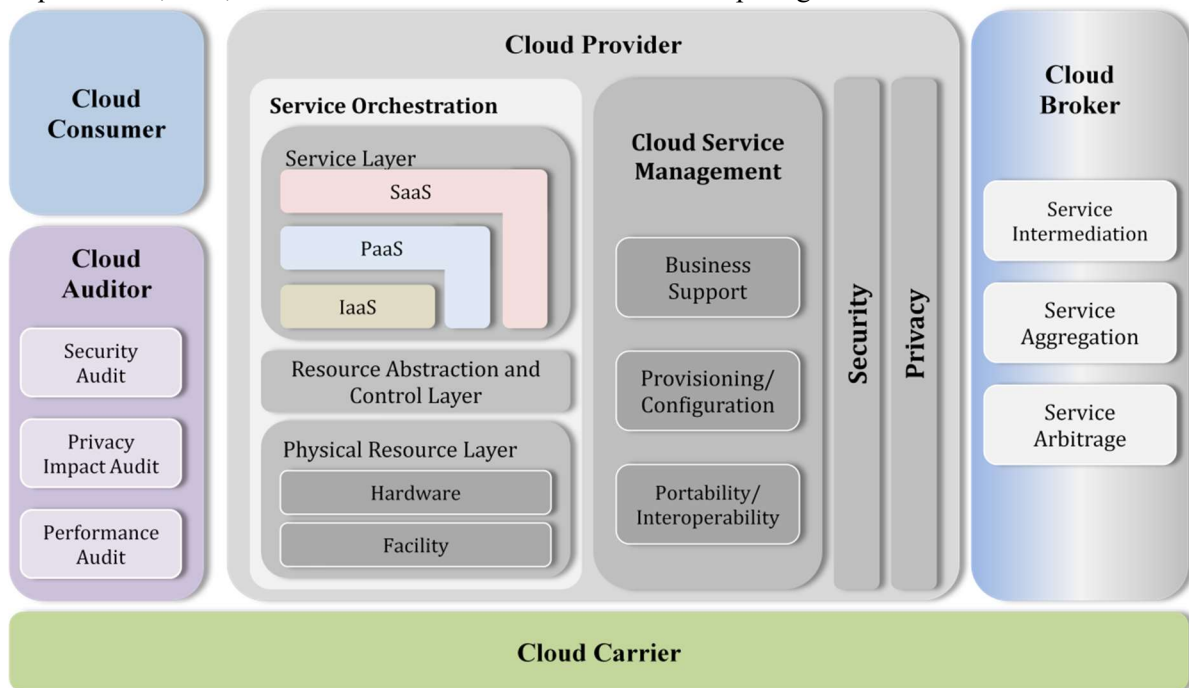 Cloud
Consumer
Cloud
Auditor
Security
Audit
Privacy
Impact Audit
Performance
Audit
Cloud Provider
Service Orchestration
Service Layer
SaaS
PaaS
IaaS
Resource Abstraction and
Control Layer
Physical Resource Layer
Hardware
Facility
Cloud Service
Management
Business
Support
Provisioning/
Configuration
Portability/
Interoperability
Security
Privacy
Cloud
Broker
Service
Intermediation
Service
Aggregation
Service
Arbitrage
Cloud Carrier